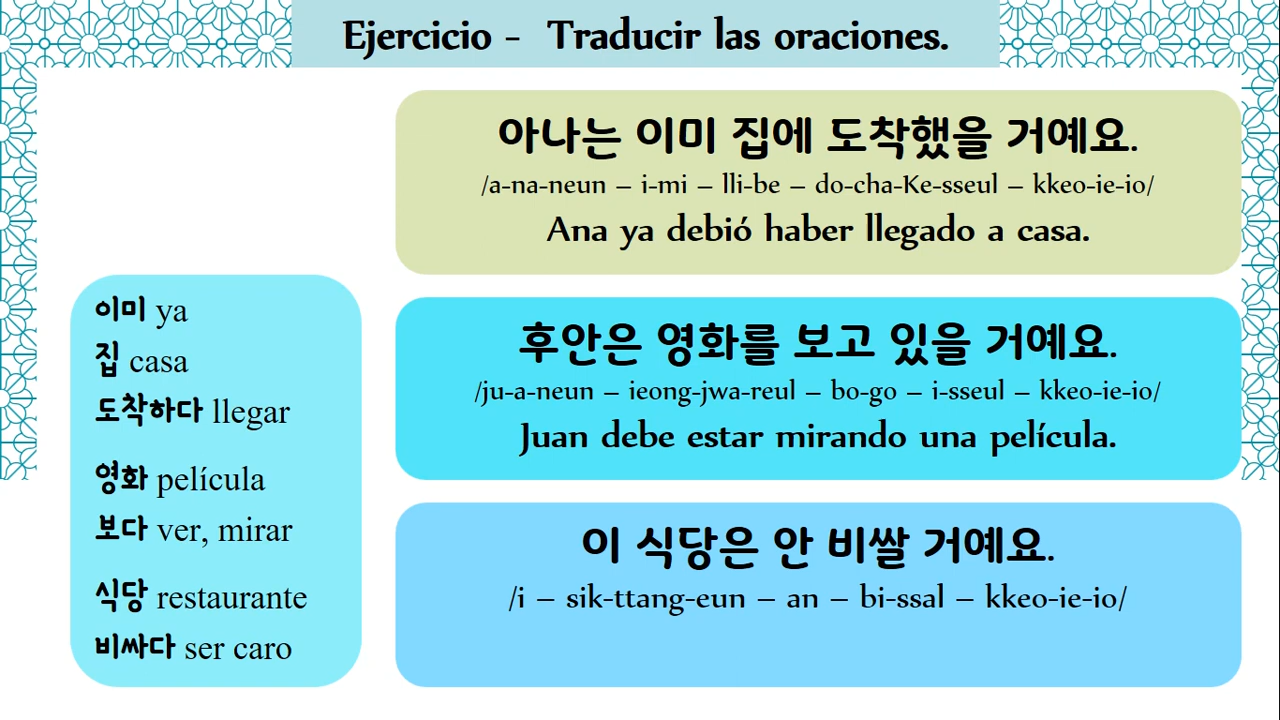 Ejercicio - Traducir las oraciones.
아나는 이미 집에 도착했을 거예요.
/a-na-neun – i-mi – lli-be – do-cha-Ke-sseul – kkeo-ie-io/
Ana ya debió haber llegado a casa.
이미 ya
집 casa
도착하다 llegar
영화 película
보다 ver, mirar
식당 restaurante
비싸다 ser caro
후안은 영화를 보고 있을 거예요.
/ju-a-neun – ieong-jwa-reul – bo-go – i-sseul – kkeo-ie-io/
Juan debe estar mirando una película.
이 식당은 안 비쌀 거예요.
/i – sik-ttang-eun – an – bi-ssal – kkeo-ie-io/